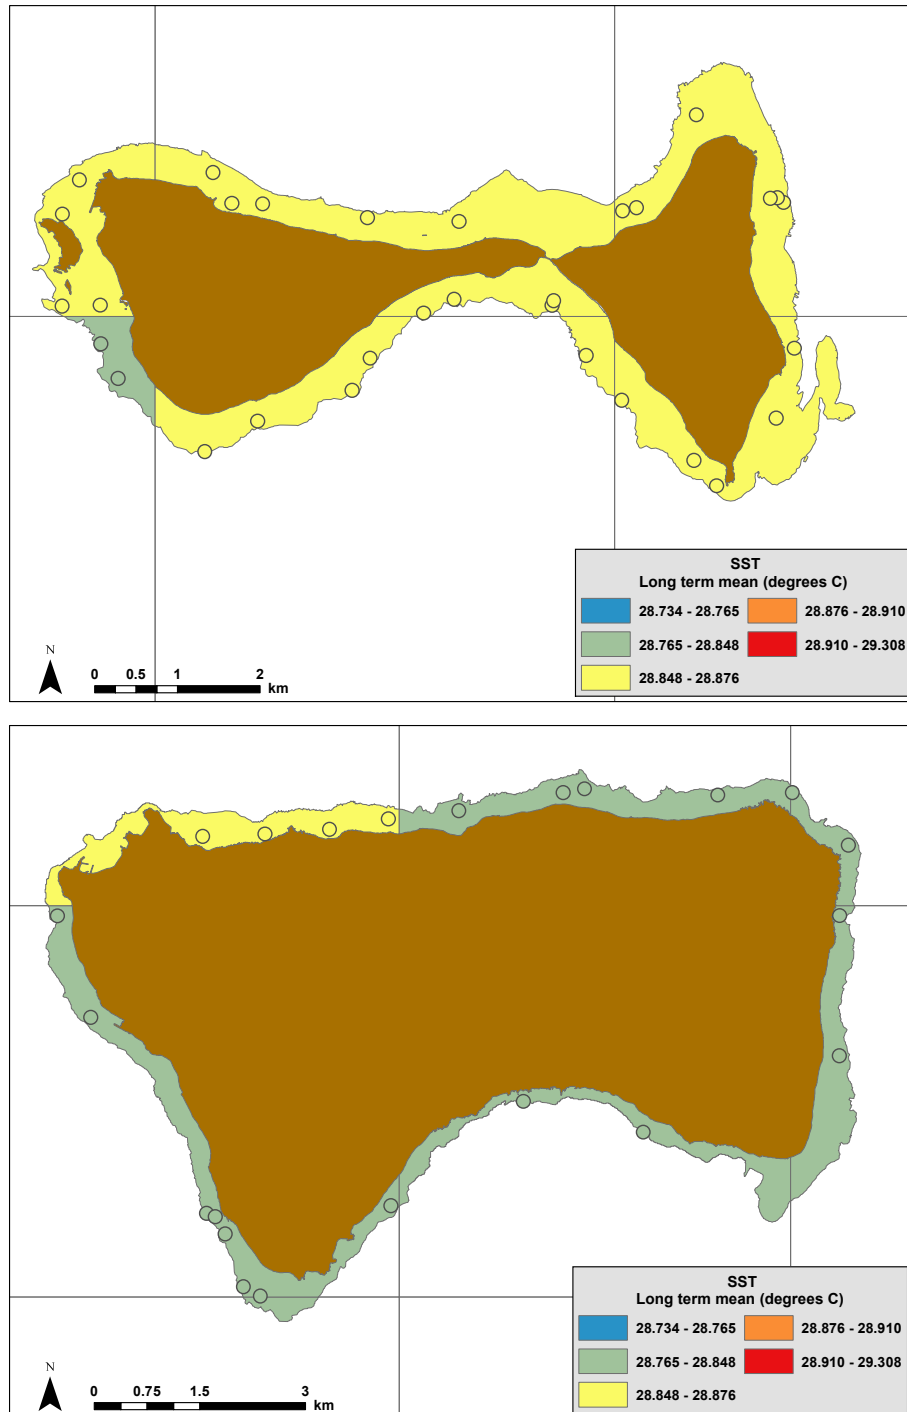 SST
Long term mean (degrees C)
28.734 - 28.765 28.876 - 28.910
28.765 - 28.848 28.910 - 29.308
28.848 - 28.876
N
0 0.5 1 2
km
SST
Long term mean (degrees C)
28.734 - 28.765 28.876 - 28.910
28.765 - 28.848 28.910 - 29.308
28.848 - 28.876
N
0 0.75 1.5 3
km